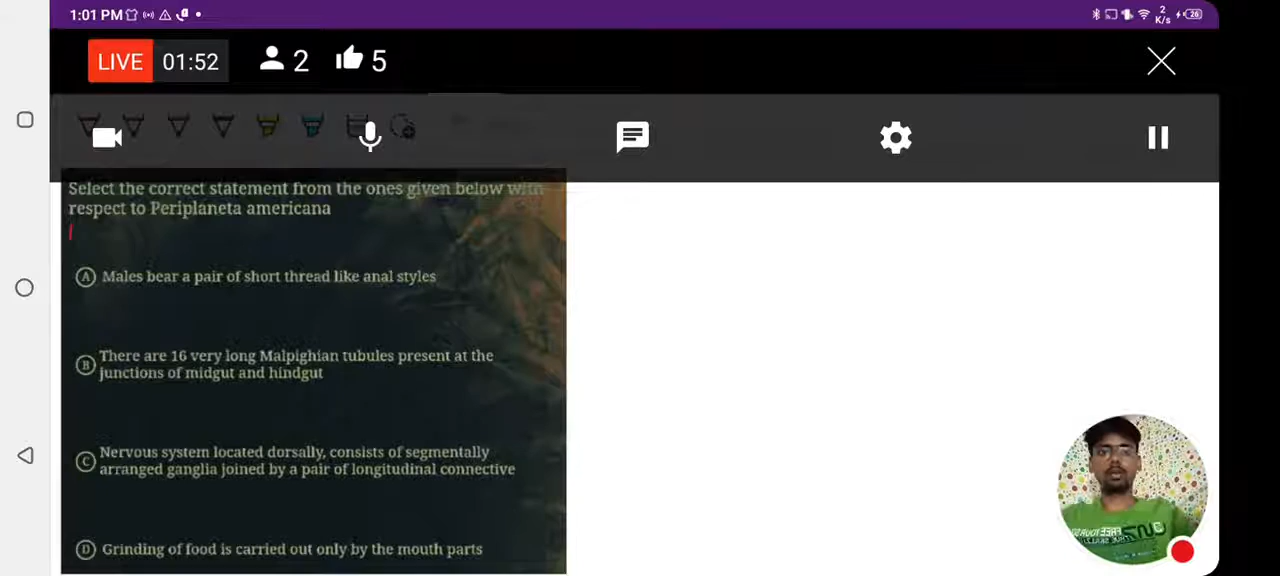 1:01 PM
2 K/s
26
LIVE 01:52 2 5
Select the correct statement from the ones given below with
respect to Periplaneta americana
A Males bear a pair of short thread like anal styles
B There are 16 very long Malpighian tubules present at the
junctions of midgut and hindgut
C Nervous system located dorsally, consists of segmentally
arranged ganglia joined by a pair of longitudinal connective
D Grinding of food is carried out only by the mouth parts